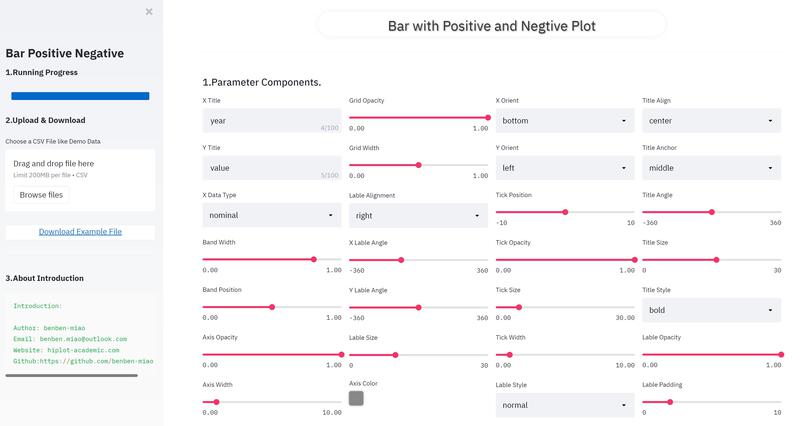 ×
Bar Positive Negative
1.Running Progress
2.Upload & Download
Choose a CSV File like Demo Data
Drag and drop file here
Limit 200MB per file • CSV
Browse files
Download Example File
3.About Introduction
Introduction:
Author: benben-miao
Email: benben.miao@outlook.com
Website: hiplot-academic.com
Github:https://github.com/benben-miao
Bar with Positive and Negtive Plot
1.Parameter Components.
X Title
Grid Opacity
X Orient
Title Align
year
4/100
0.00 1.00
bottom
center
Y Title
Grid Width
Y Orient
Title Anchor
value
5/100
0.00 1.00
left
middle
X Data Type
Lable Alignment
Tick Position
Title Angle
nominal
right
-10 10
-360 360
Band Width
X Lable Angle
Tick Opacity
Title Size
0.00 1.00
-360 360
0.00 1.00
0 30
Band Position
Y Lable Angle
Tick Size
Title Style
0.00 1.00
-360 360
0.00 30.00
bold
Axis Opacity
Lable Size
Tick Width
Lable Opacity
0.00 1.00
0 30
0.00 10.00
0.00 1.00
Axis Width
Axis Color
Lable Style
Lable Padding
0.00 10.00
normal
0 10